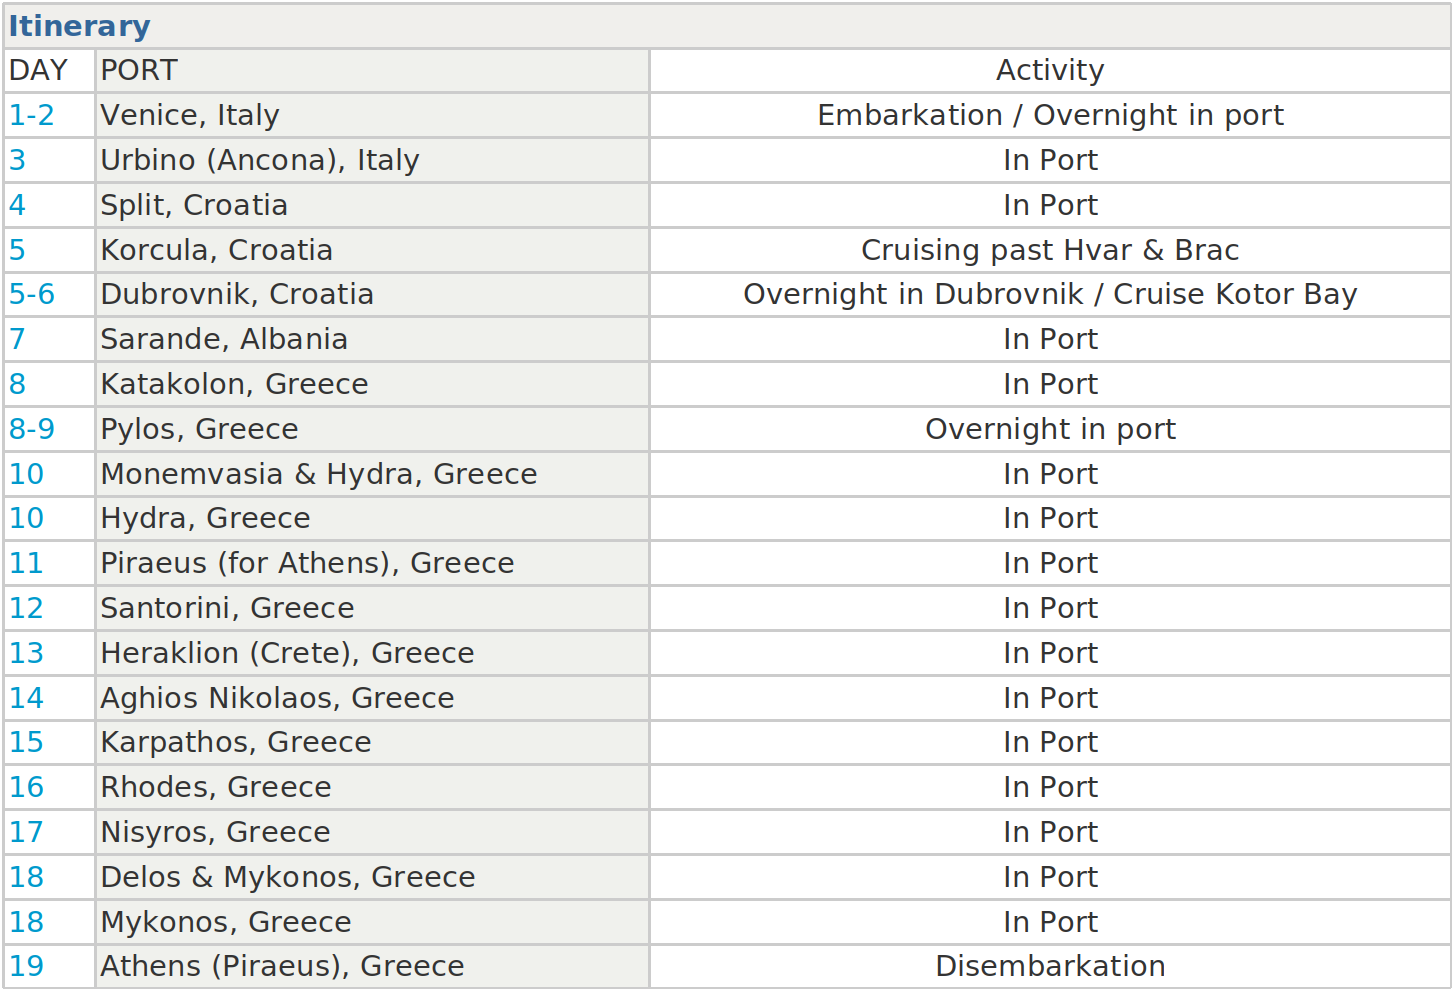 Itinerary
DAY PORT Activity
1-2 Venice, Italy Embarkation / Overnight in port
3 Urbino (Ancona), Italy In Port
4 Split, Croatia In Port
5 Korcula, Croatia Cruising past Hvar & Brac
5-6 Dubrovnik, Croatia Overnight in Dubrovnik / Cruise Kotor Bay
7 Sarande, Albania In Port
8 Katakolon, Greece In Port
8-9 Pylos, Greece Overnight in port
10 Monemvasia & Hydra, Greece In Port
10 Hydra, Greece In Port
11 Piraeus (for Athens), Greece In Port
12 Santorini, Greece In Port
13 Heraklion (Crete), Greece In Port
14 Aghios Nikolaos, Greece In Port
15 Karpathos, Greece In Port
16 Rhodes, Greece In Port
17 Nisyros, Greece In Port
18 Delos & Mykonos, Greece In Port
18 Mykonos, Greece In Port
19 Athens (Piraeus), Greece Disembarkation